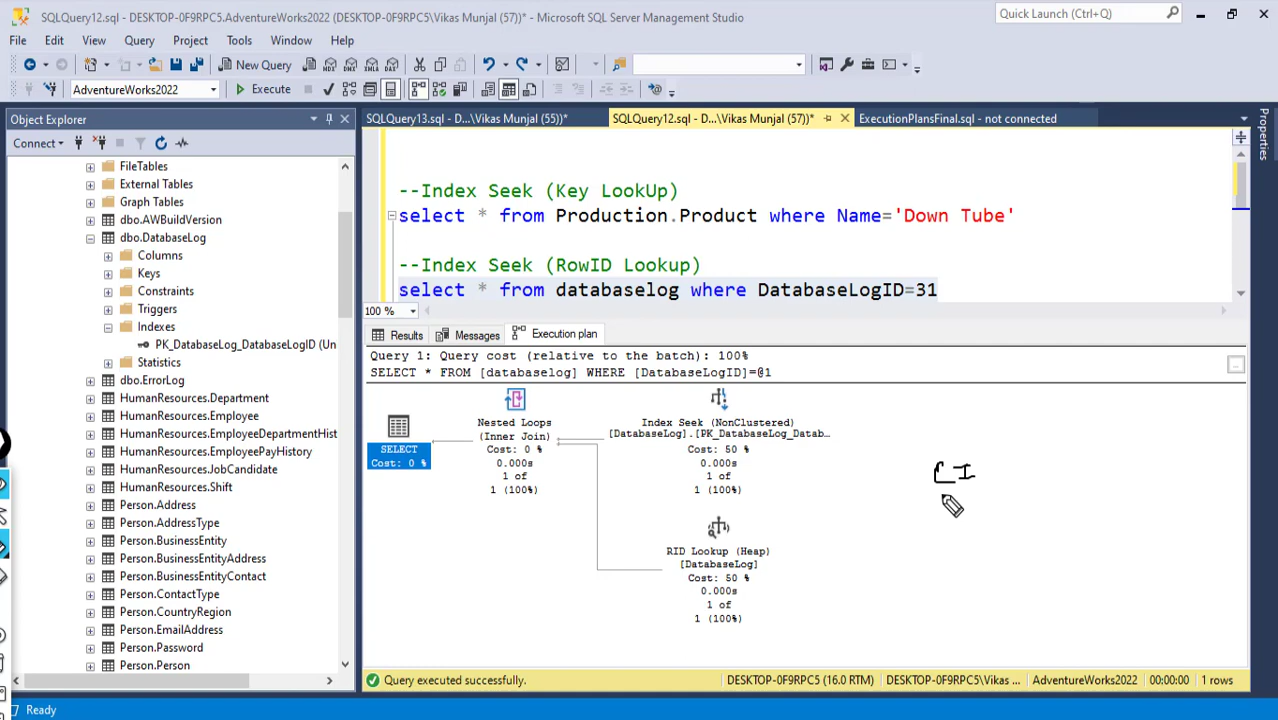 SQLQuery12.sql - DESKTOP-0F9RPC5.AdventureWorks2022 (DESKTOP-0F9RPC5\Vikas Munjal (57))* - Microsoft SQL Server Management Studio
Quick Launch (Ctrl+Q)
File Edit View Query Project Tools Window Help
New Query MDX DMX XMLA DAX
AdventureWorks2022 Execute
Object Explorer
SQLQuery13.sql - D...\Vikas Munjal (55))*
SQLQuery12.sql - D...\Vikas Munjal (57))*
ExecutionPlansFinal.sql - not connected
Properties
Connect
FileTables
External Tables
Graph Tables
dbo.AWBuildVersion
dbo.DatabaseLog
Columns
Keys
Constraints
Triggers
Indexes
PK_DatabaseLog_DatabaseLogID (Un
Statistics
dbo.ErrorLog
HumanResources.Department
HumanResources.Employee
HumanResources.EmployeeDepartmentHist
HumanResources.EmployeePayHistory
HumanResources.JobCandidate
HumanResources.Shift
Person.Address
Person.AddressType
Person.BusinessEntity
Person.BusinessEntityAddress
Person.BusinessEntityContact
Person.ContactType
Person.CountryRegion
Person.EmailAddress
Person.Password
Person.Person
--Index Seek (Key LookUp)
select * from Production.Product where Name='Down Tube'
--Index Seek (RowID Lookup)
select * from databaselog where DatabaseLogID=31
100 %
Results Messages Execution plan
Query 1: Query cost (relative to the batch): 100%
SELECT * FROM [databaselog] WHERE [DatabaseLogID]=@1
SELECT
Cost: 0 %
Nested Loops
(Inner Join)
Cost: 0 %
0.000s
1 of
1 (100%)
Index Seek (NonClustered)
[DatabaseLog].[PK_DatabaseLog_Datab...
Cost: 50 %
0.000s
1 of
1 (100%)
RID Lookup (Heap)
[DatabaseLog]
Cost: 50 %
0.000s
1 of
1 (100%)
CI
Query executed successfully.
DESKTOP-0F9RPC5 (16.0 RTM) DESKTOP-0F9RPC5\Vikas ... AdventureWorks2022 00:00:00 1 rows
Ready